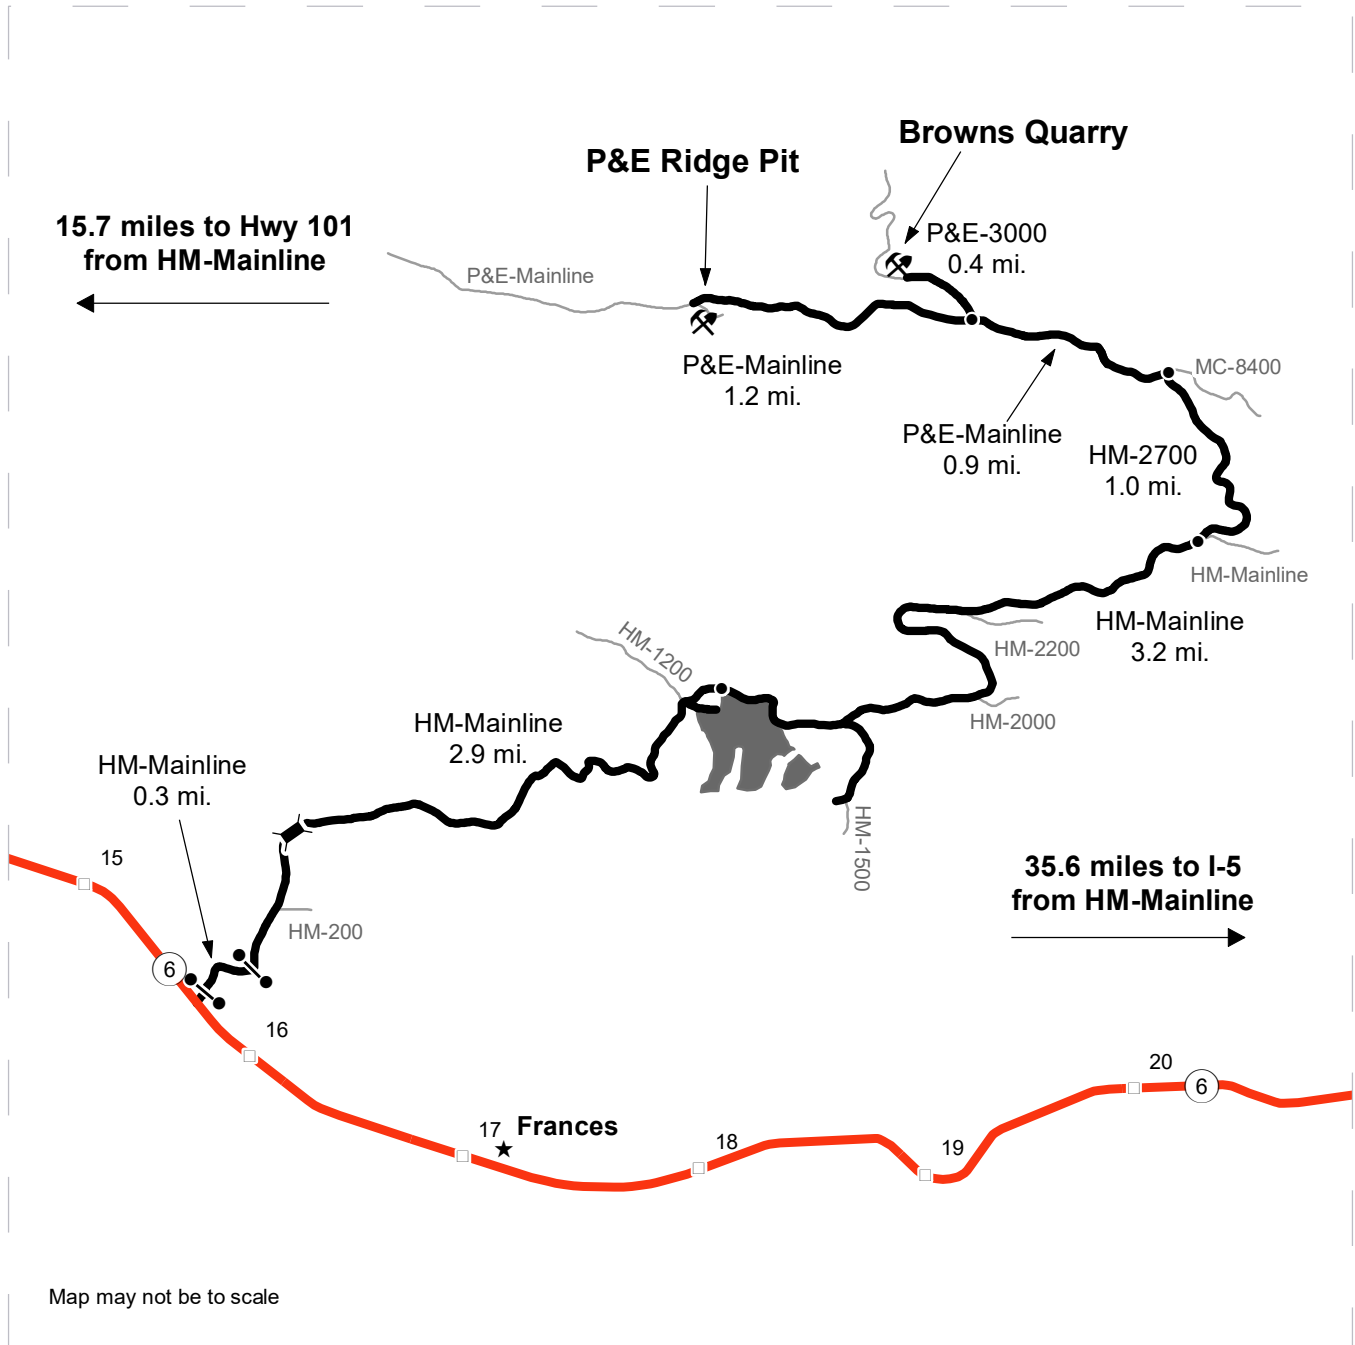 Browns Quarry
P&E Ridge Pit
15.7 miles to Hwy 101
from HM-Mainline
P&E-3000
0.4 mi.
P&E-Mainline
P&E-Mainline
1.2 mi.
MC-8400
P&E-Mainline
0.9 mi.
HM-2700
1.0 mi.
HM-Mainline
HM-Mainline
3.2 mi.
HM-1200
HM-2200
HM-2000
HM-Mainline
2.9 mi.
HM-Mainline
0.3 mi.
HM-1500
15
35.6 miles to I-5
from HM-Mainline
HM-200
6
16
20
6
17
Frances
18
19
Map may not be to scale